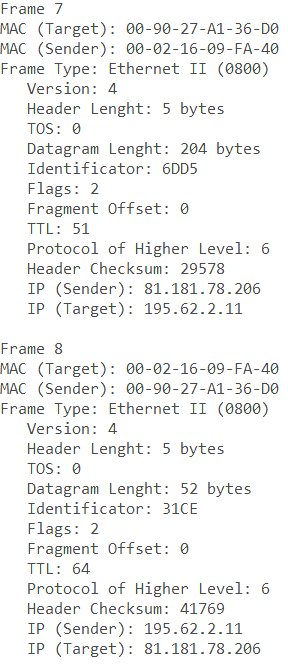 Frame 7
MAC (Target): 00-90-27-A1-36-D0
MAC (Sender): 00-02-16-09-FA-40
Frame Type: Ethernet II (0800)
Version: 4
Header Lenght: 5 bytes
TOS: 0
Datagram Lenght: 204 bytes
Identificator: 6DD5
Flags: 2
Fragment Offset: 0
TTL: 51
Protocol of Higher Level: 6
Header Checksum: 29578
IP (Sender): 81.181.78.206
IP (Target): 195.62.2.11
Frame 8
MAC (Target): 00-02-16-09-FA-40
MAC (Sender): 00-90-27-A1-36-D0
Frame Type: Ethernet II (0800)
Version: 4
Header Lenght: 5 bytes
TOS: 0
Datagram Lenght: 52 bytes
Identificator: 31CE
Flags: 2
Fragment Offset: 0
TTL: 64
Protocol of Higher Level: 6
Header Checksum: 41769
IP (Sender): 195.62.2.11
IP (Target): 81.181.78.206